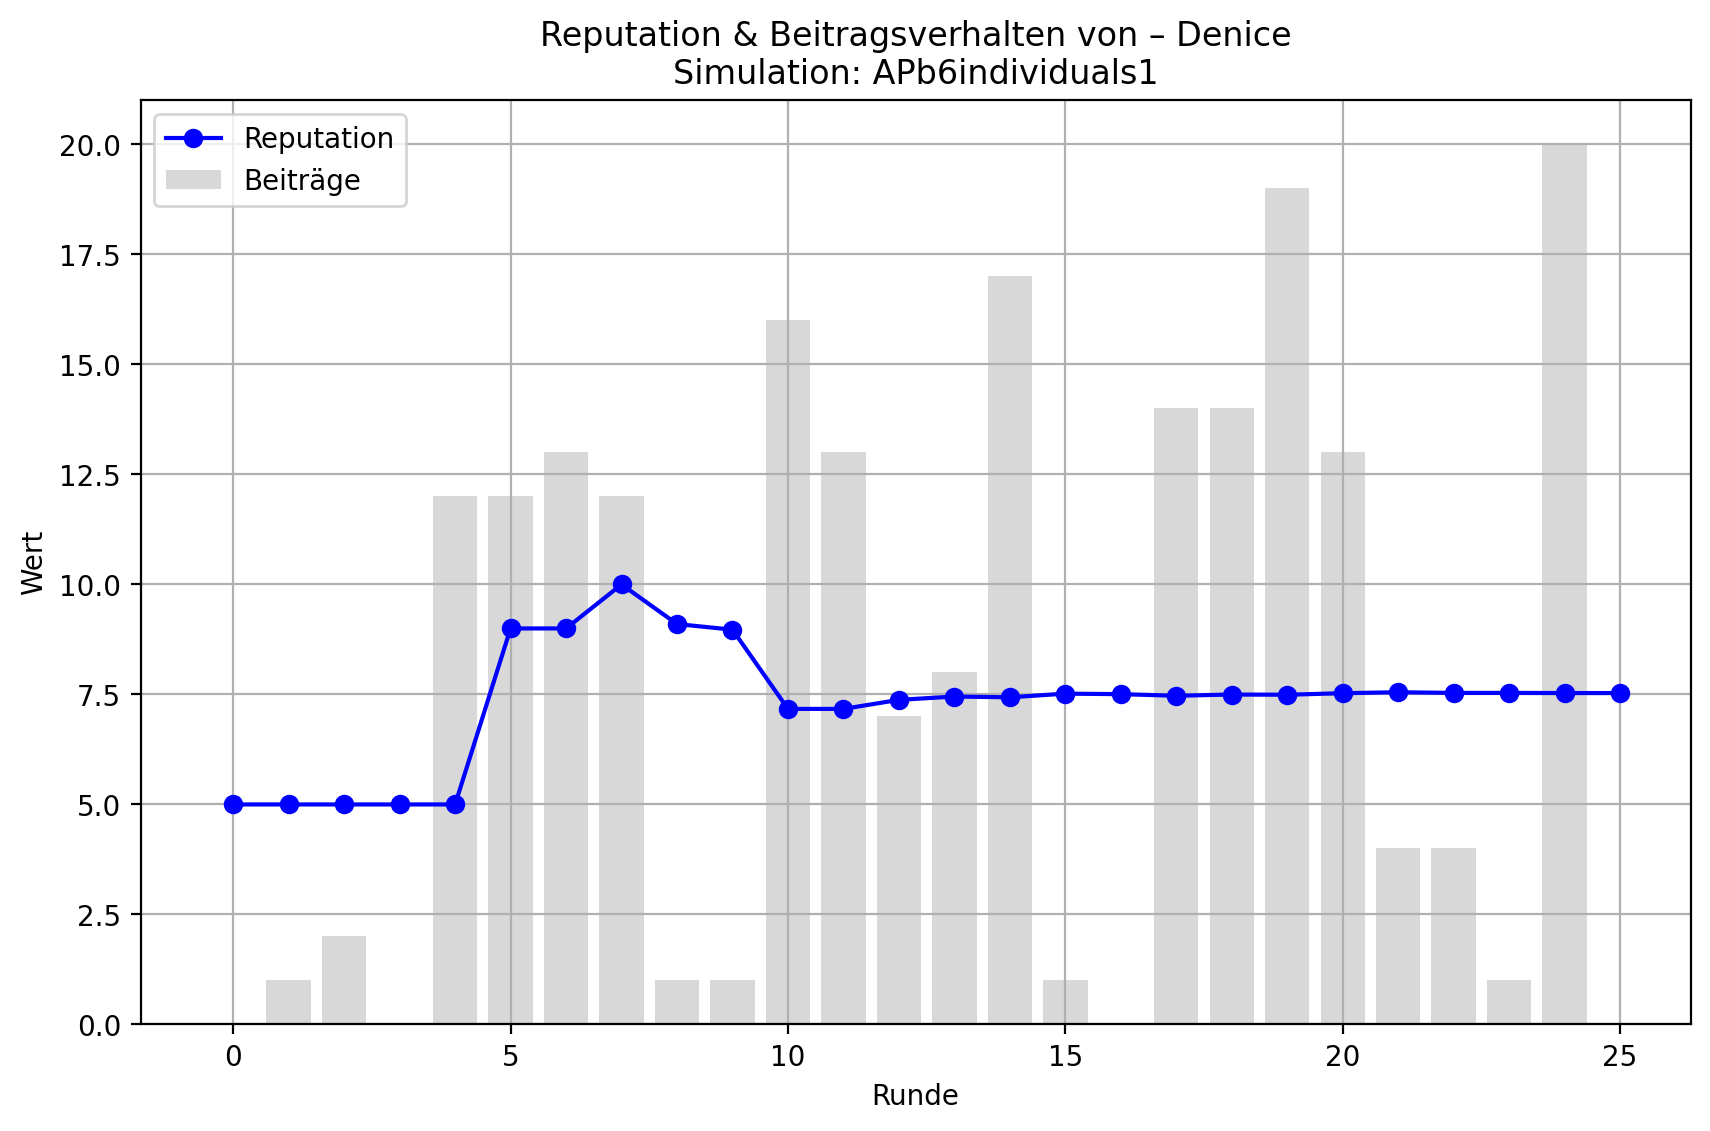 Reputation & Beitragsverhalten von – Denice
Simulation: APb6individuals1
Reputation
Beiträge
20.0
17.5
15.0
12.5
10.0
7.5
5.0
2.5
0.0
Wert
0 5 10 15 20 25
Runde